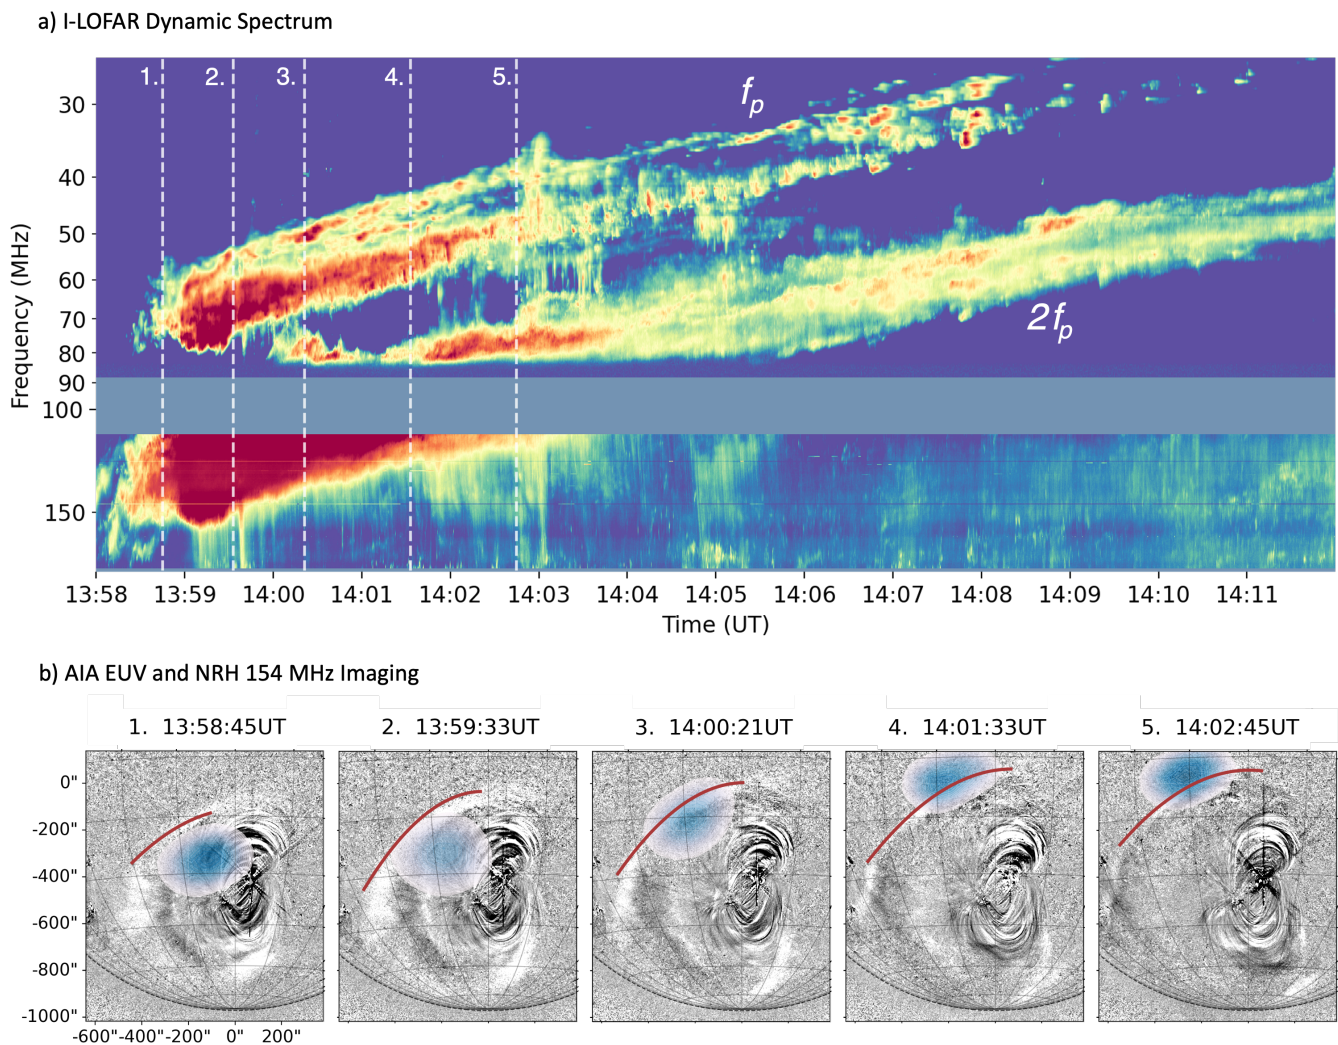 a) I-LOFAR Dynamic Spectrum
1. 2. 3. 4. 5.
fp
2fp
Frequency (MHz)
30
40
50
60
70
80
90
100
150
13:58 13:59 14:00 14:01 14:02 14:03 14:04 14:05 14:06 14:07 14:08 14:09 14:10 14:11
Time (UT)
b) AIA EUV and NRH 154 MHz Imaging
1. 13:58:45UT 2. 13:59:33UT 3. 14:00:21UT 4. 14:01:33UT 5. 14:02:45UT
0"
-200"
-400"
-600"
-800"
-1000"
-600" -400" -200" 0" 200"